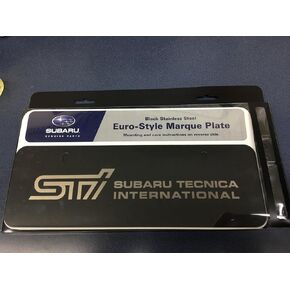 Black Stainless Steel
Euro-Style Marque Plate
Mounting and care instructions on reverse side.
SUBARU
GENUINE PARTS
STI SUBARU TECNICA
INTERNATIONAL